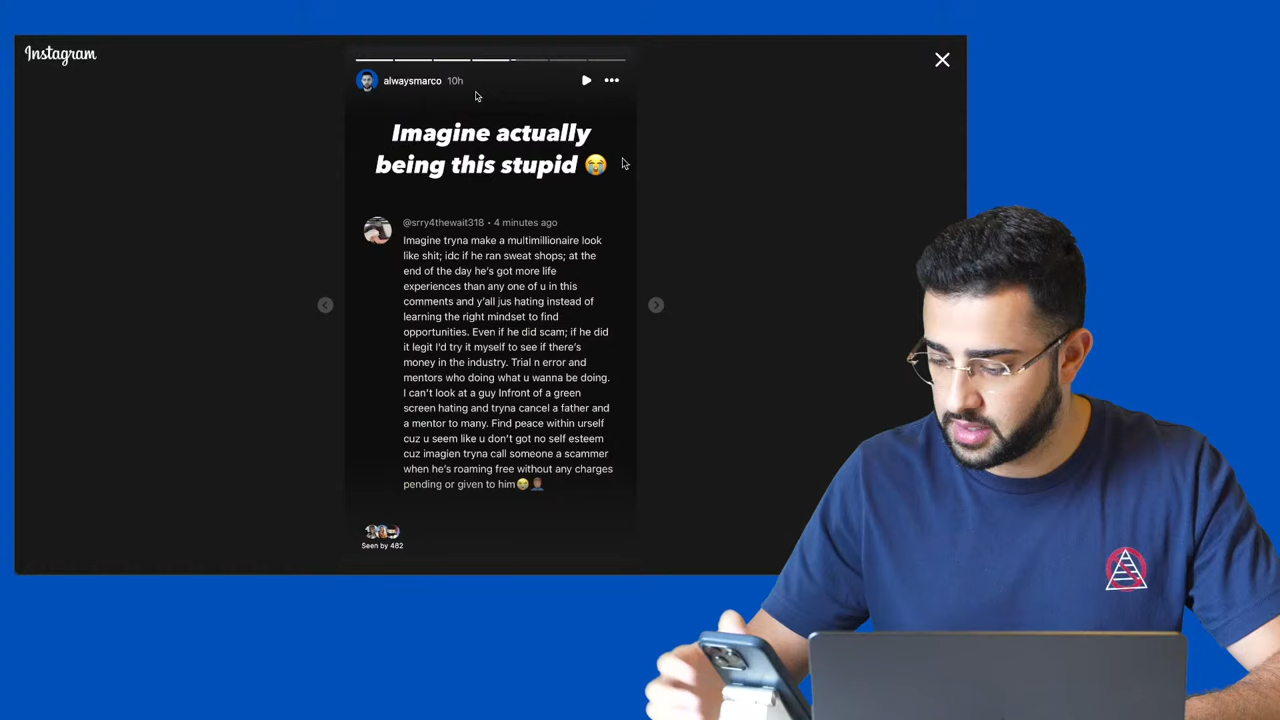 Instagram
alwaysmarco 10h
Imagine actually
being this stupid 😭
@srry4thewait318 • 4 minutes ago
Imagine tryna make a multimillionaire look
like shit; idc if he ran sweat shops; at the
end of the day he's got more life
experiences than any one of u in this
comments and y'all jus hating instead of
learning the right mindset to find
opportunities. Even if he did scam; if he did
it legit I'd try it myself to see if there's
money in the industry. Trial n error and
mentors who doing what u wanna be doing.
I can't look at a guy Infront of a green
screen hating and tryna cancel a father and
a mentor to many. Find peace within urself
cuz u seem like u don't got no self esteem
cuz imagien tryna call someone a scammer
when he's roaming free without any charges
pending or given to him😭🤦🏽‍♂️
Seen by 482